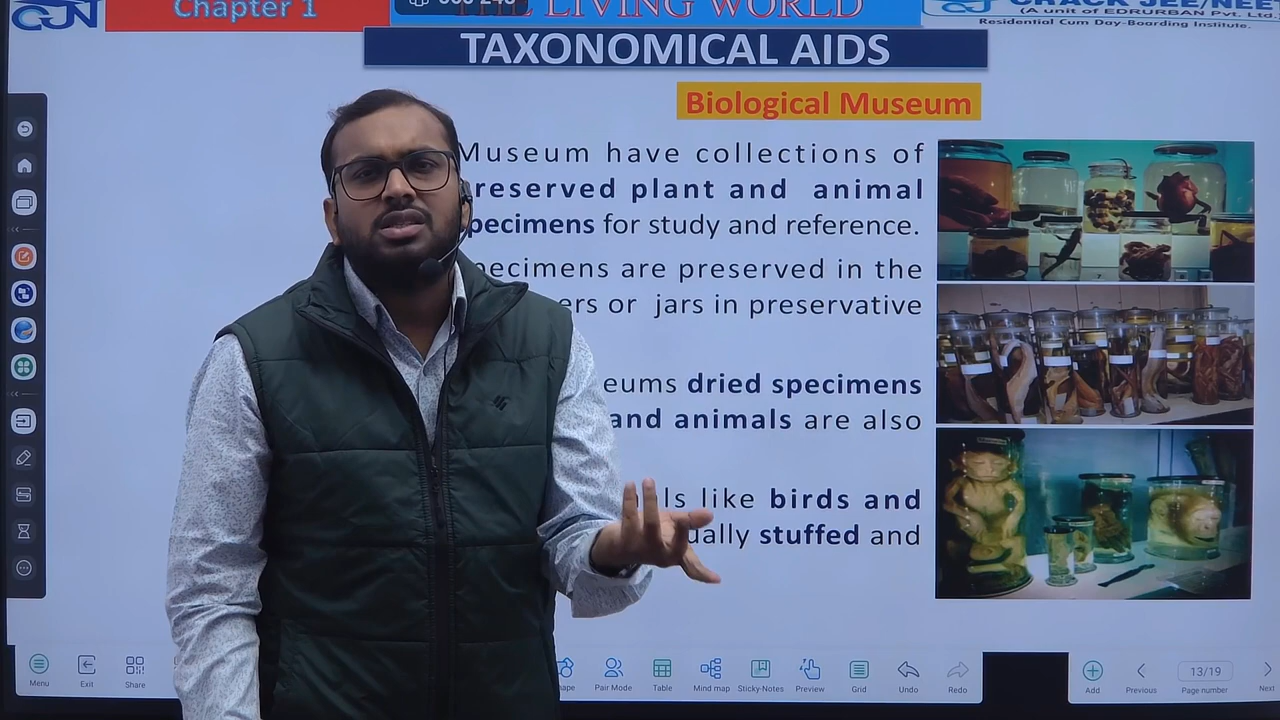 Chapter 1
THE LIVING WORLD
CRACK JEE/NEET
(A unit of EDRURBAN Pvt. Ltd.
Residential Cum Day-Boarding Institute.
CJN
TAXONOMICAL AIDS
Biological Museum
Museum have collections of
reserved plant and animal
pecimens for study and reference.
pecimens are preserved in the
ers or jars in preservative
eums dried specimens
and animals are also
ls like birds and
ually stuffed and
Menu
Exit
Share
hape
Pair Mode
Table
Mind map
Sticky-Notes
Preview
Grid
Undo
Redo
Add
Previous
13/19
Page number
Next